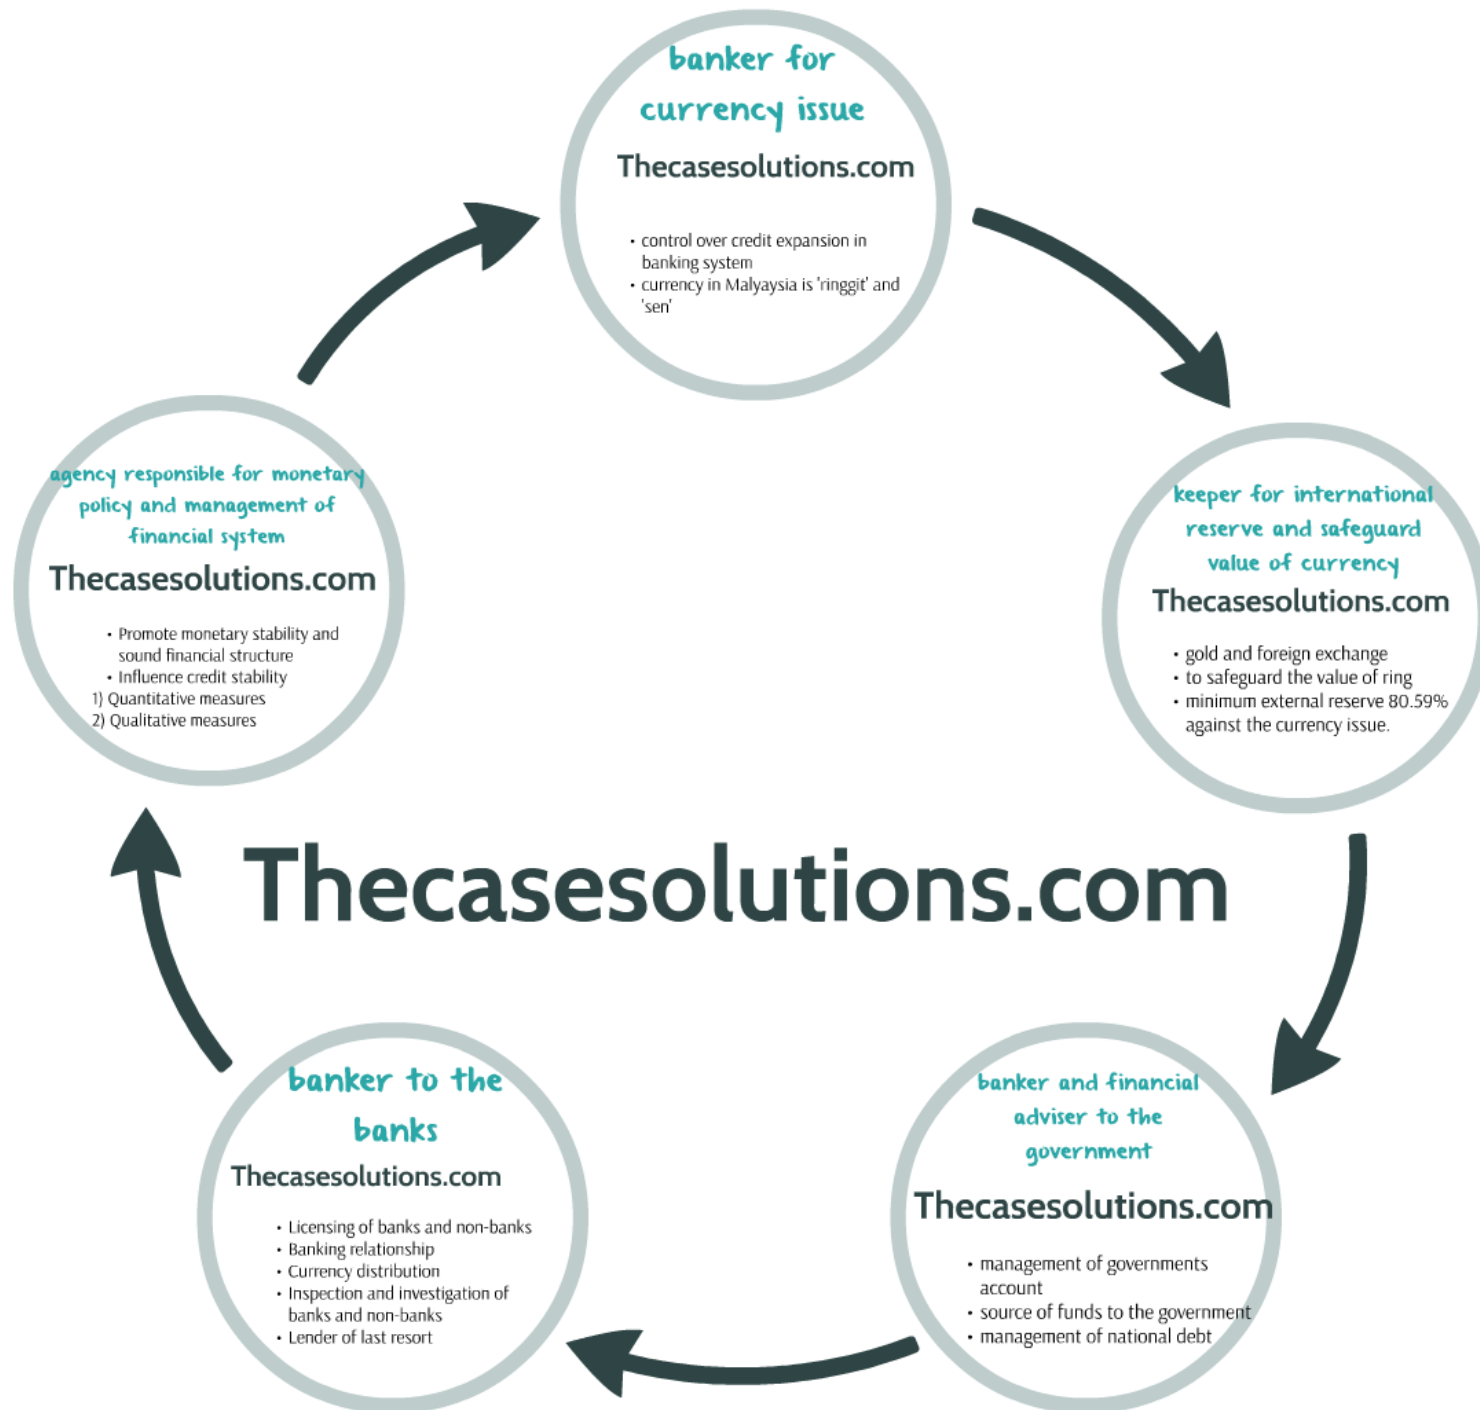 banker for
currency issue
Thecasesolutions.com
• control over credit expansion in
banking system
• currency in Malyaysia is 'ringgit' and
'sen'
keeper for international
reserve and safeguard
value of currency
Thecasesolutions.com
• gold and foreign exchange
• to safeguard the value of ring
• minimum external reserve 80.59%
against the currency issue.
banker and financial
adviser to the
government
Thecasesolutions.com
• management of governments
account
• source of funds to the government
• management of national debt
banker to the
banks
Thecasesolutions.com
• Licensing of banks and non-banks
• Banking relationship
• Currency distribution
• Inspection and investigation of
banks and non-banks
• Lender of last resort
agency responsible for monetary
policy and management of
financial system
Thecasesolutions.com
• Promote monetary stability and
sound financial structure
• Influence credit stability
1) Quantitative measures
2) Qualitative measures
Thecasesolutions.com